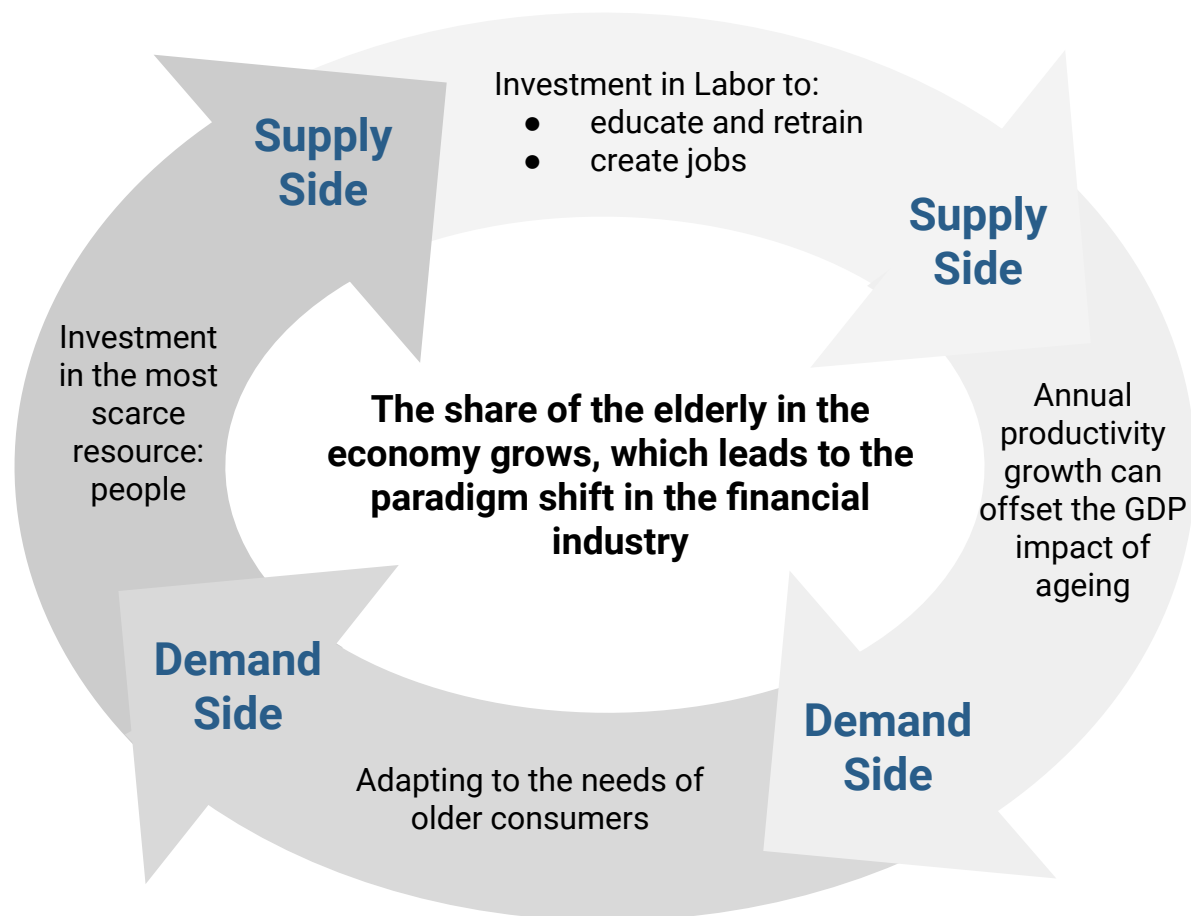 Investment in Labor to:
● educate and retrain
● create jobs
Supply
Side
Supply
Side
Investment
in the most
scarce
resource:
people
The share of the elderly in the
economy grows, which leads to the
paradigm shift in the financial
industry
Annual
productivity
growth can
offset the GDP
impact of
ageing
Demand
Side
Demand
Side
Adapting to the needs of
older consumers